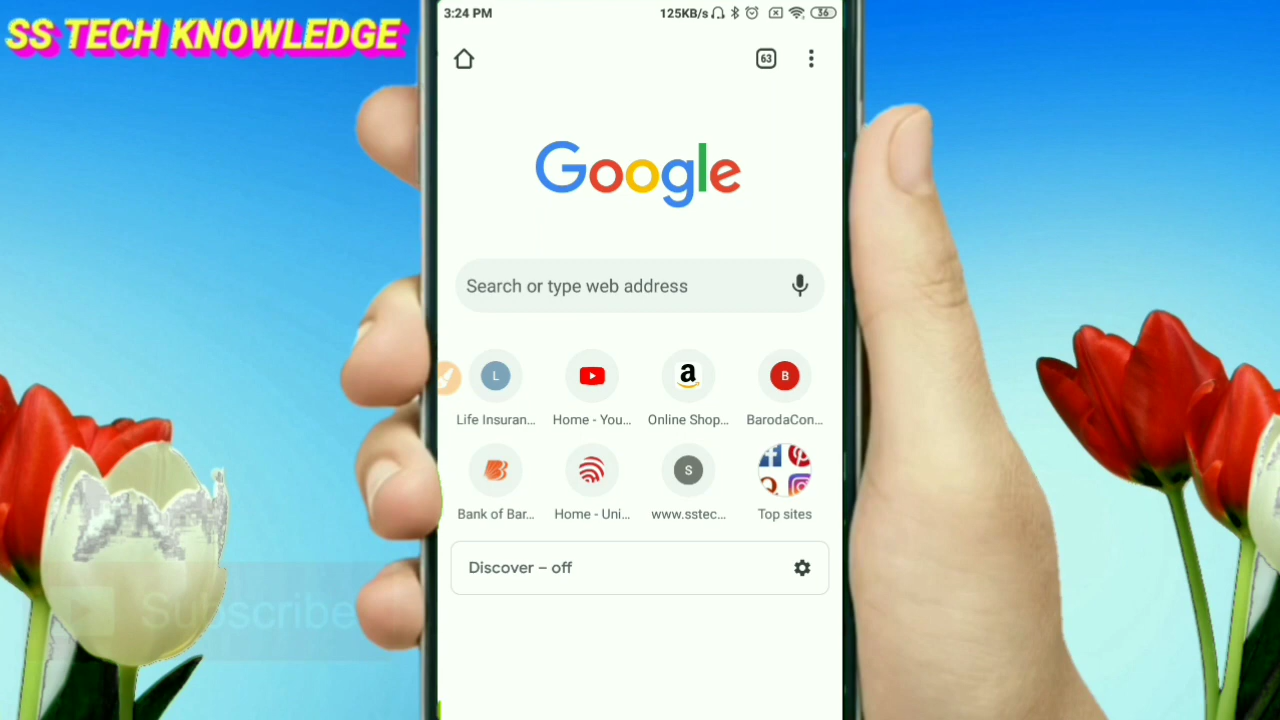 SS TECH KNOWLEDGE
3:24 PM
125KB/s
36
63
Google
Search or type web address
L
a
B
Life Insuran...
Home - You...
Online Shop...
BarodaCon...
S
Bank of Bar...
Home - Uni...
www.sstec...
Top sites
Discover – off
Subscribe